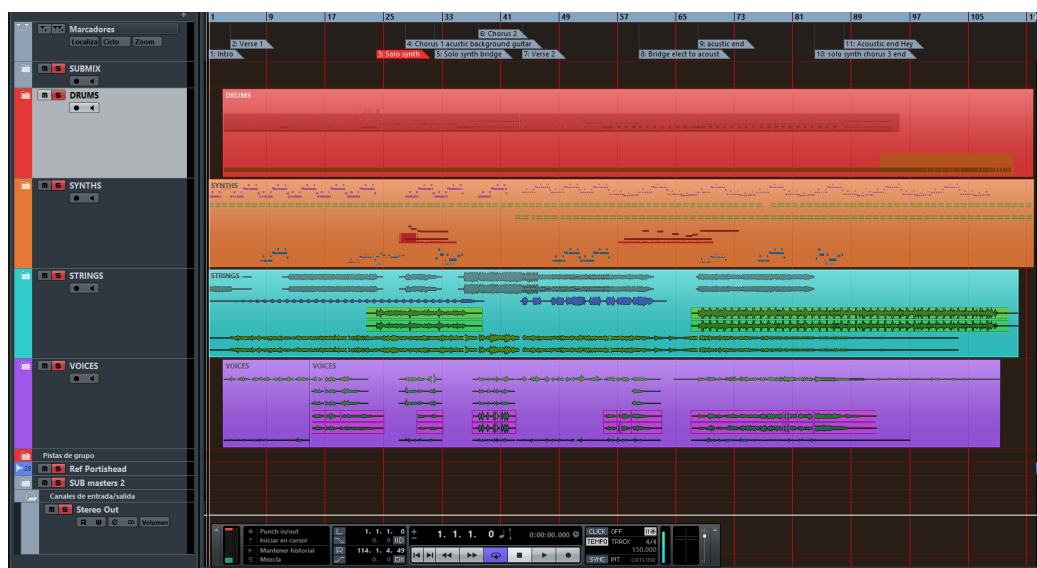 1 9 17 25 33 41 49 57 65 73 81 89 97 105
Marcadores
Localiza Ciclo Zoom
6: Chorus 2
2: Verse 1 4: Chorus 1 acustic background guitar 9: acustic end 11: Acoustic end Hey
1: Intro 3: Solo synth 5: Solo synth bridge 7: Verse 2 8: Bridge elect to acoust 10: solo synth chorus 3 end
m S SUBMIX
m S DRUMS
DRUMS
m S SYNTHS
SYNTHS
m S STRINGS
STRINGS
m S VOICES
VOICES VOICES
Pistas de grupo
m S Ref Portishead
m S SUB masters 2
Canales de entrada/salida
m S Stereo Out
R W e Volumen
Punch in/out L 1. 1. 1. 0 1. 1. 1. 0 0:00:00.000 CLICK OFF
Iniciar en cursor 0. 0 TEMPO TRACK 4/4
Mantener historial R 114. 1. 4. 49 150.000
Mezcla 0. 0 SYNC INT. OFFLINE